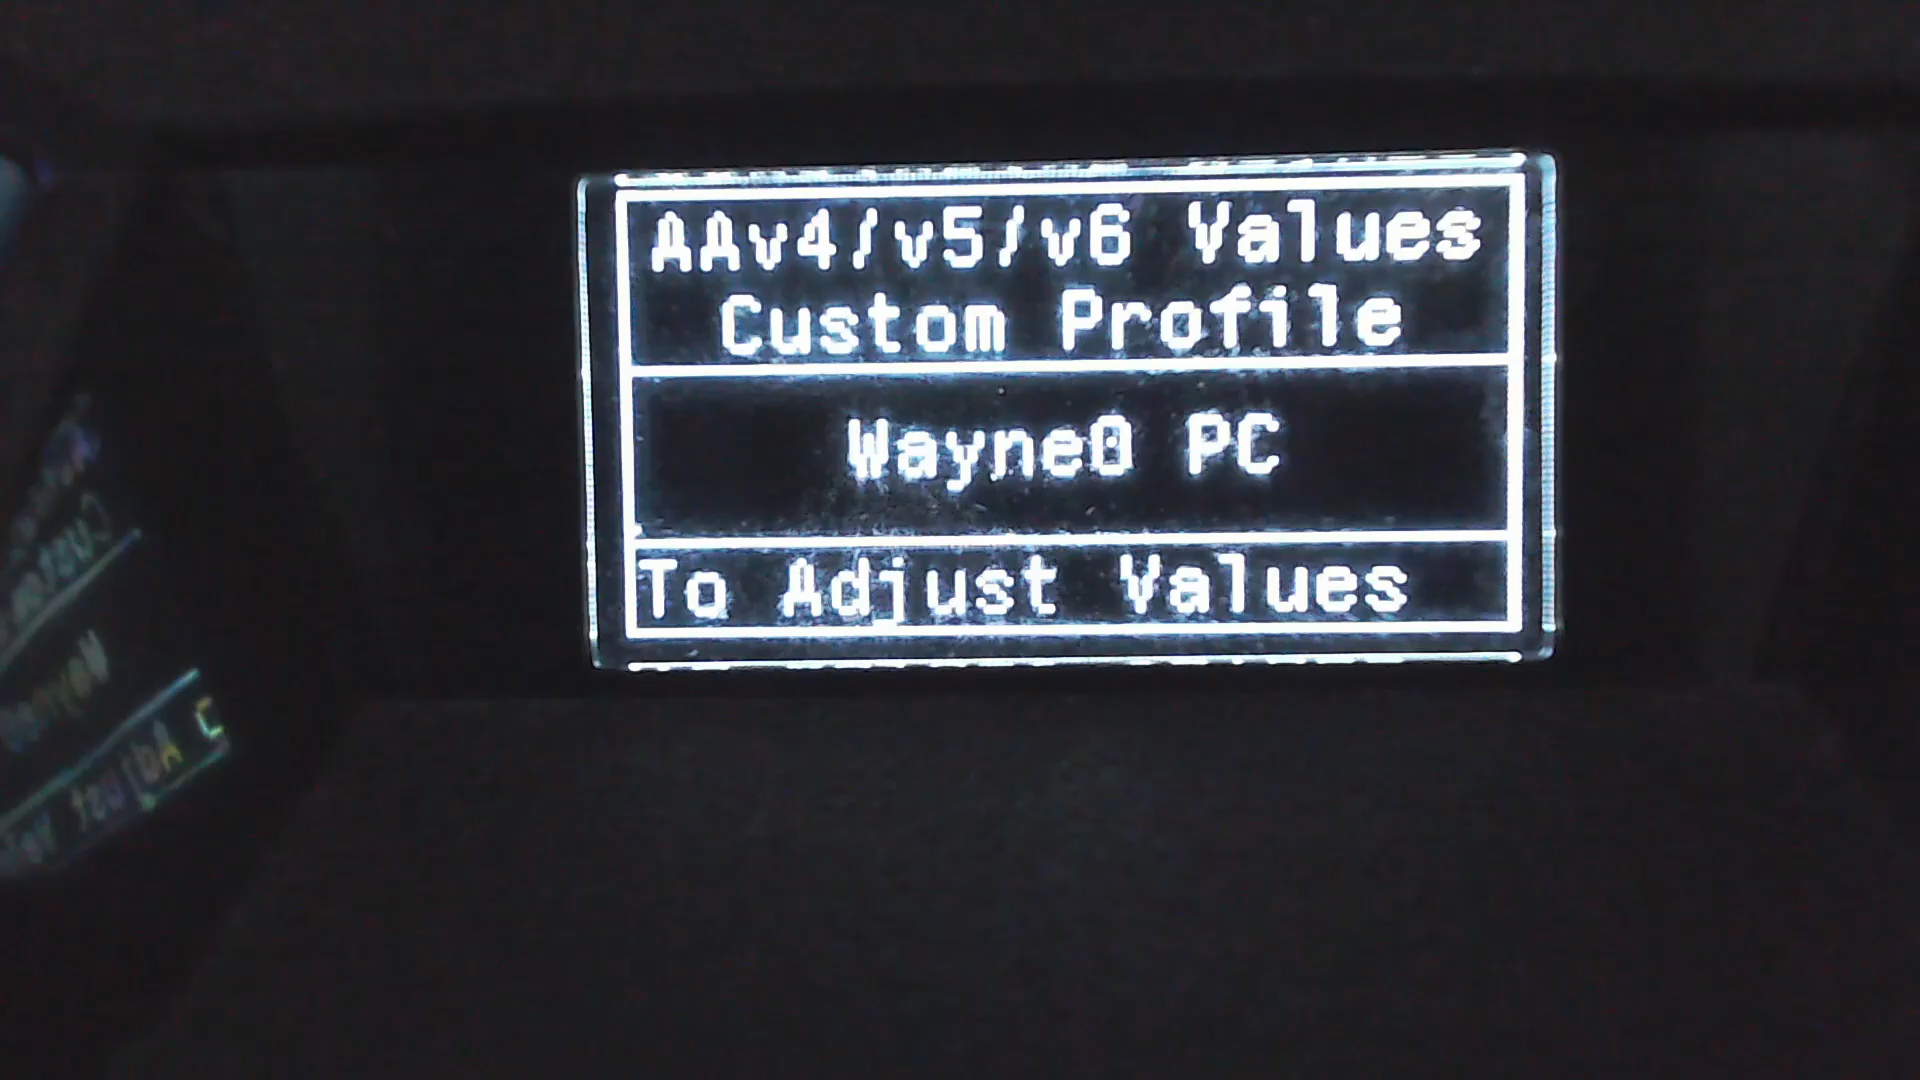 AAv4/v5/v6 Values
Custom Profile
Wayne0 PC
To Adjust Values